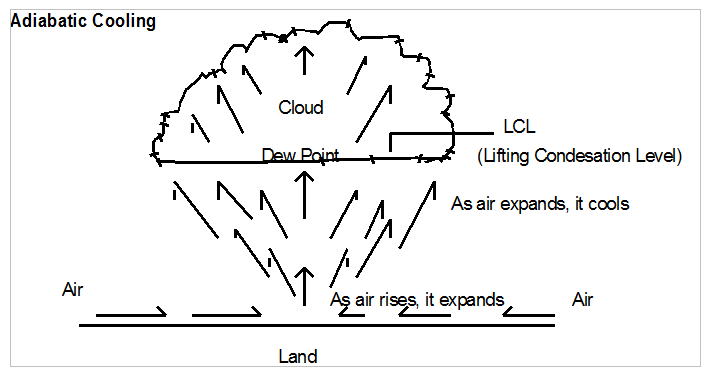 Adiabatic Cooling
Cloud
LCL
Dew Point
(Lifting Condesation Level)
As air expands, it cools
Air
As air rises, it expands
Air
Land